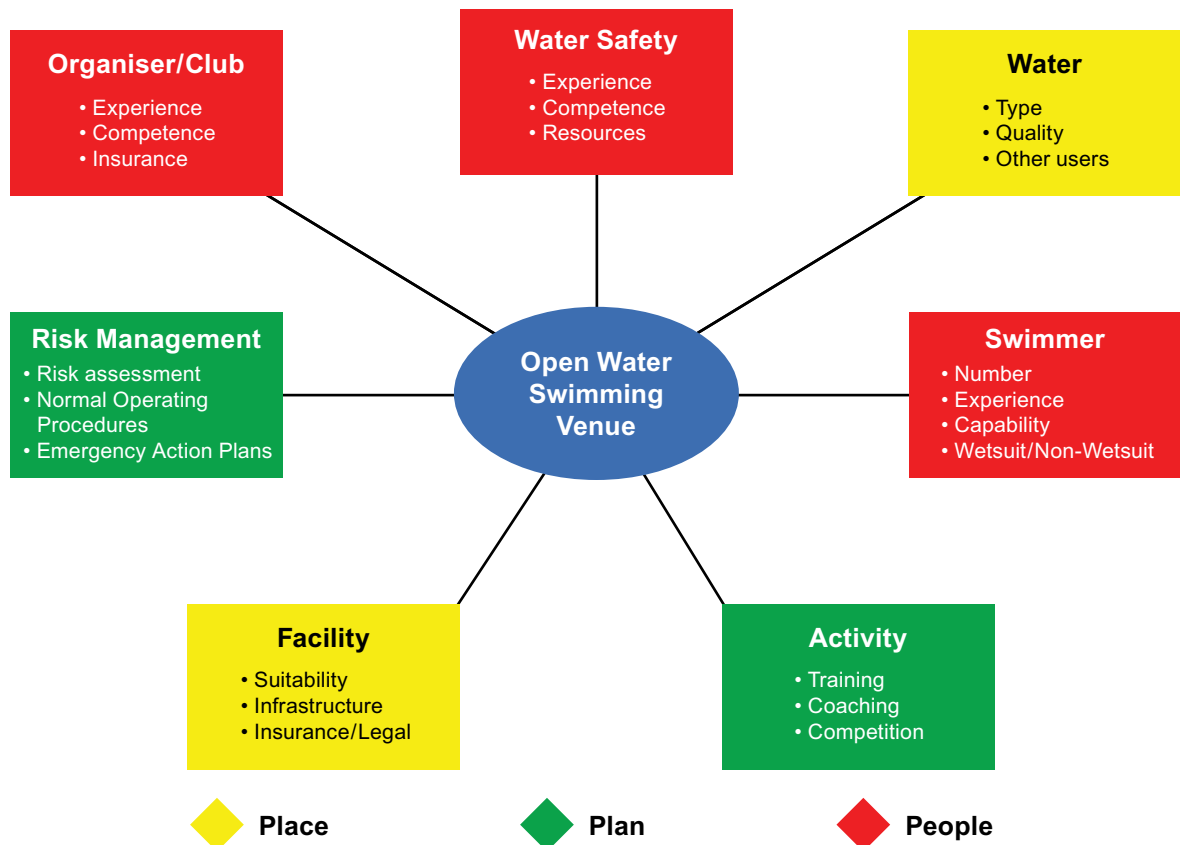 Organiser/Club
• Experience
• Competence
• Insurance
Water Safety
• Experience
• Competence
• Resources
Water
• Type
• Quality
• Other users
Risk Management
• Risk assessment
• Normal Operating
Procedures
• Emergency Action Plans
Open Water
Swimming
Venue
Swimmer
• Number
• Experience
• Capability
• Wetsuit/Non-Wetsuit
Facility
• Suitability
• Infrastructure
• Insurance/Legal
Activity
• Training
• Coaching
• Competition
Place
Plan
People